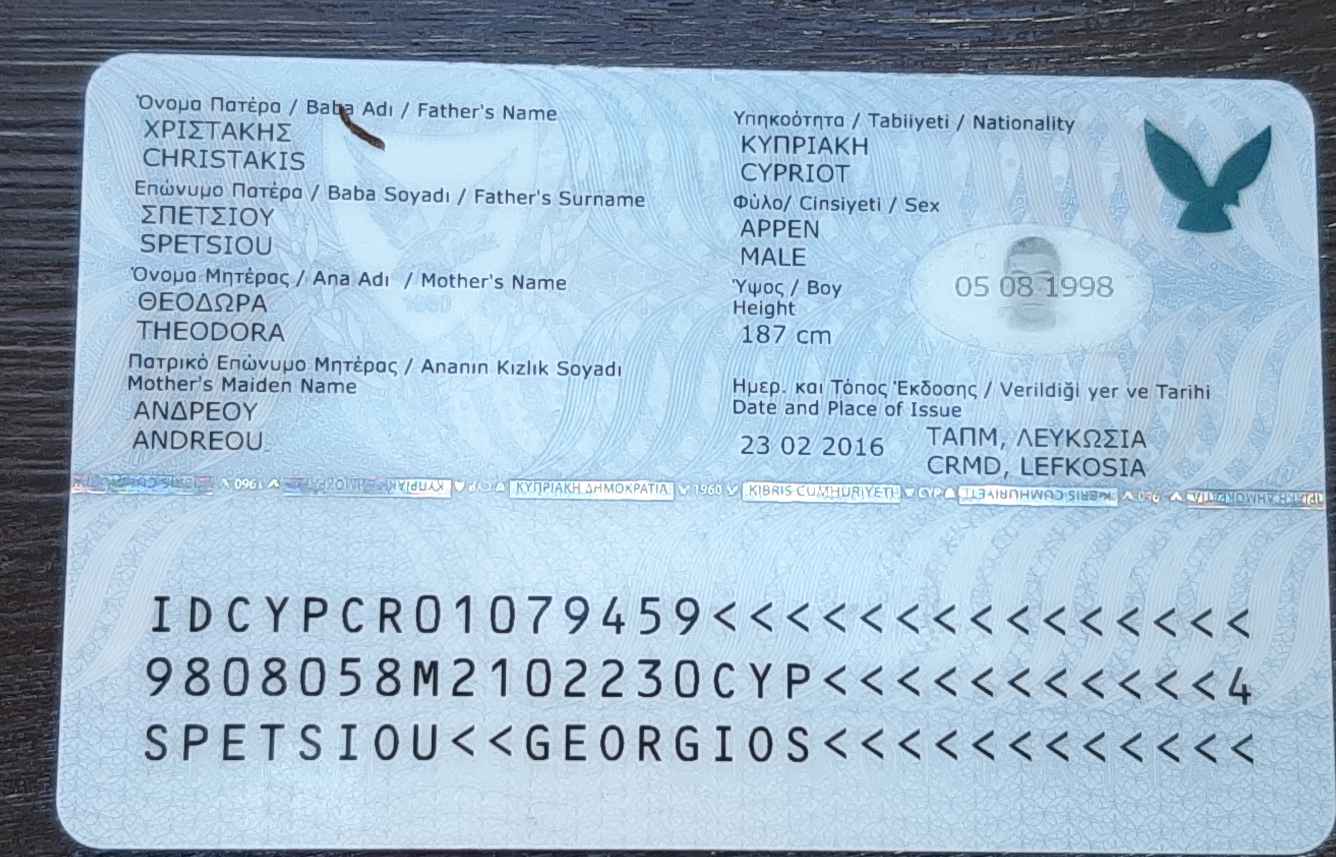 Όνομα Πατέρα / Baba Adı / Father's Name
ΧΡΙΣΤΑΚΗΣ
CHRISTAKIS
Επώνυμο Πατέρα / Baba Soyadı / Father's Surname
ΣΠΕΤΣΙΟΥ
SPETSIOU
Όνομα Μητέρας / Ana Adı / Mother's Name
ΘΕΟΔΩΡΑ
THEODORA
Πατρικό Επώνυμο Μητέρας / Ananın Kızlık Soyadı
Mother's Maiden Name
ΑΝΔΡΕΟΥ
ANDREOU
Υπηκοότητα / Tabiiyeti / Nationality
ΚΥΠΡΙΑΚΗ
CYPRIOT
Φύλο/ Cinsiyeti / Sex
ΑΡΡΕΝ
MALE
Ύψος / Boy
Height
187 cm
05 08 1998
Ημερ. και Τόπος Έκδοσης / Verildiği yer ve Tarihi
Date and Place of Issue
23 02 2016
ΤΑΠΜ, ΛΕΥΚΩΣΙΑ
CRMD, LEFKOSIA
ΚΥΠΡΙΑΚΗ ΔΗΜΟΚΡΑΤΙΑ 1960 KIBRIS CUMHURİYETİ CYP
IDCYPCR01079459<<<<<<<<<<<<<<<
9808058M2102230CYP<<<<<<<<<<<4
SPETSIOU<<GEORGIOS<<<<<<<<<<<<